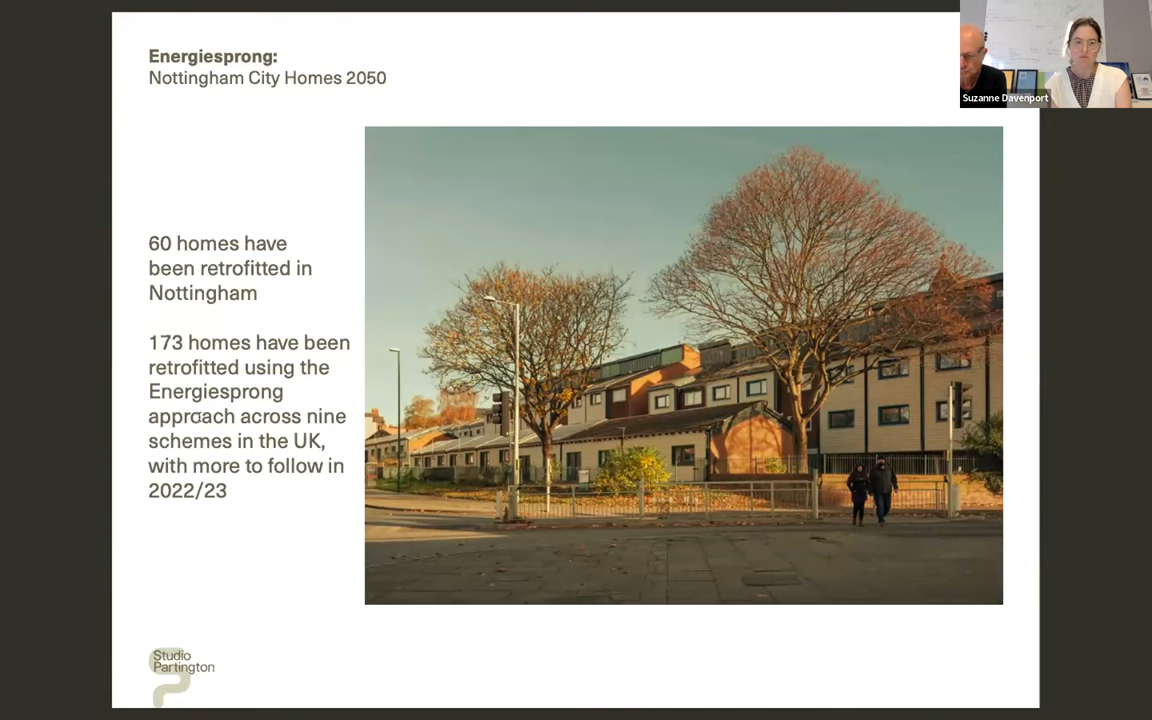 Energiesprong:
Nottingham City Homes 2050
Suzanne Davenport
60 homes have
been retrofitted in
Nottingham
173 homes have been
retrofitted using the
Energiesprong
approach across nine
schemes in the UK,
with more to follow in
2022/23
Studio
Partington